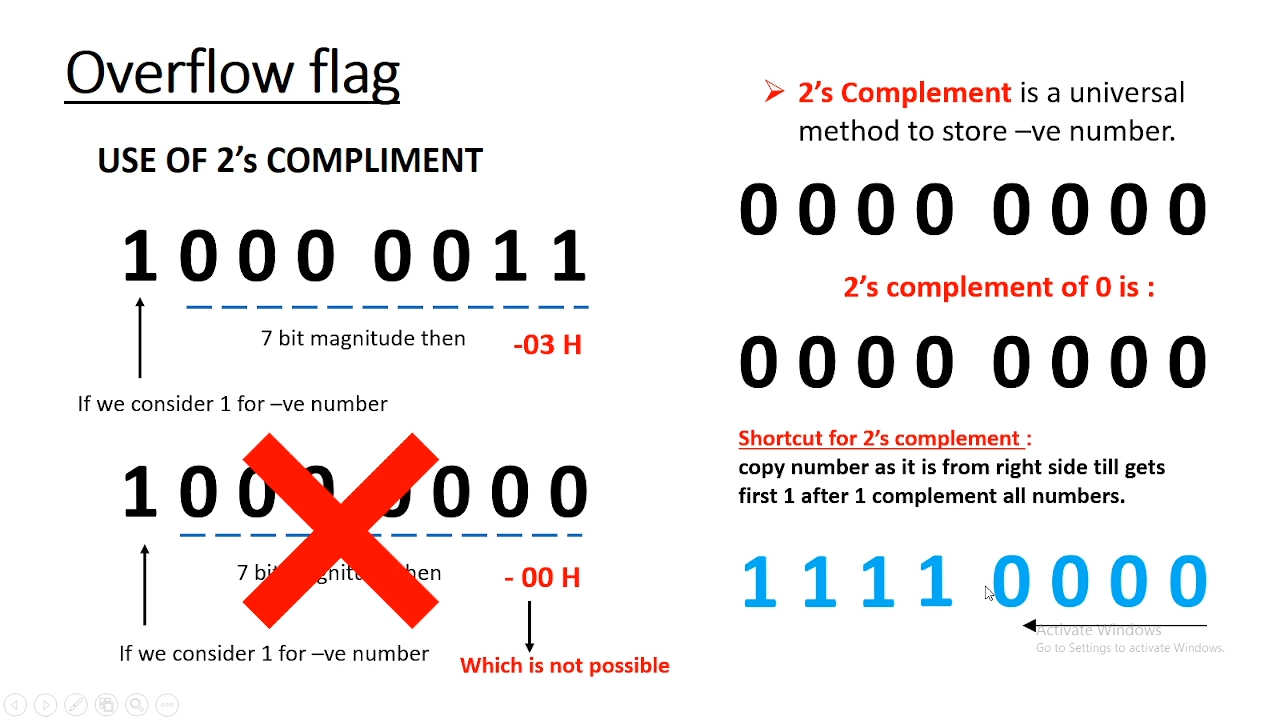 Overflow flag
USE OF 2’s COMPLIMENT
1 0 0 0 0 0 1 1
7 bit magnitude then
-03 H
If we consider 1 for –ve number
1 0 0 0 0 0 0 0
7 bit magnitude then
- 00 H
If we consider 1 for –ve number
Which is not possible
2’s Complement is a universal
method to store –ve number.
0 0 0 0 0 0 0 0
2’s complement of 0 is :
0 0 0 0 0 0 0 0
Shortcut for 2’s complement :
copy number as it is from right side till gets
first 1 after 1 complement all numbers.
1 1 1 1 0 0 0 0
Activate Windows
Go to Settings to activate Windows.